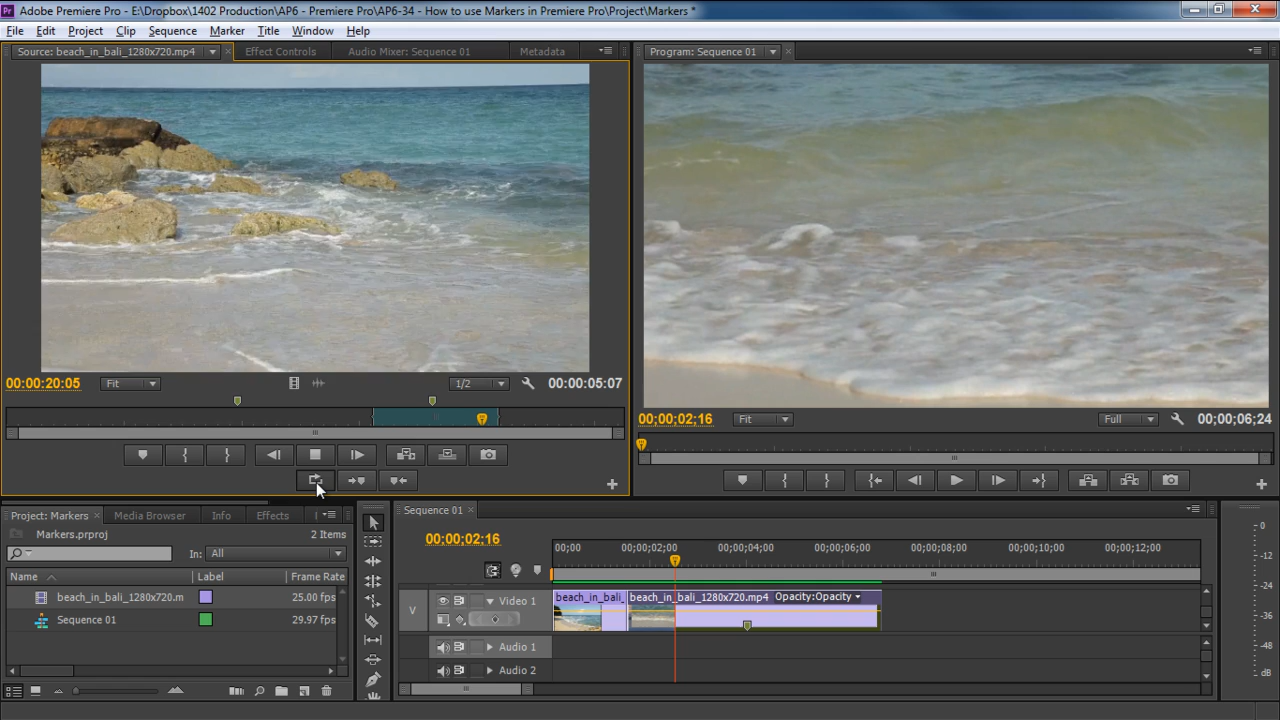 Adobe Premiere Pro - E:\Dropbox\1402 Production\AP6 - Premiere Pro\AP6-34 - How to use Markers in Premiere Pro\Project\Markers *
File Edit Project Clip Sequence Marker Title Window Help
Source: beach_in_bali_1280x720.mp4 Effect Controls Audio Mixer: Sequence 01 Metadata
Program: Sequence 01
00:00:20:05 Fit 1/2 00:00:05:07
00;00;02;16 Fit Full 00;00;06;24
Project: Markers Media Browser Info Effects
Markers.prproj 2 Items
In: All
Name Label Frame Rate
beach_in_bali_1280x720.m 25.00 fps
Sequence 01 29.97 fps
Sequence 01
00;00;02;16
00;00 00;00;02;00 00;00;04;00 00;00;06;00 00;00;08;00 00;00;10;00 00;00;12;00
V Video 1 beach_in_bali_ beach_in_bali_1280x720.mp4 Opacity:Opacity
Audio 1
Audio 2
0
-12
-24
-36
-48
dB